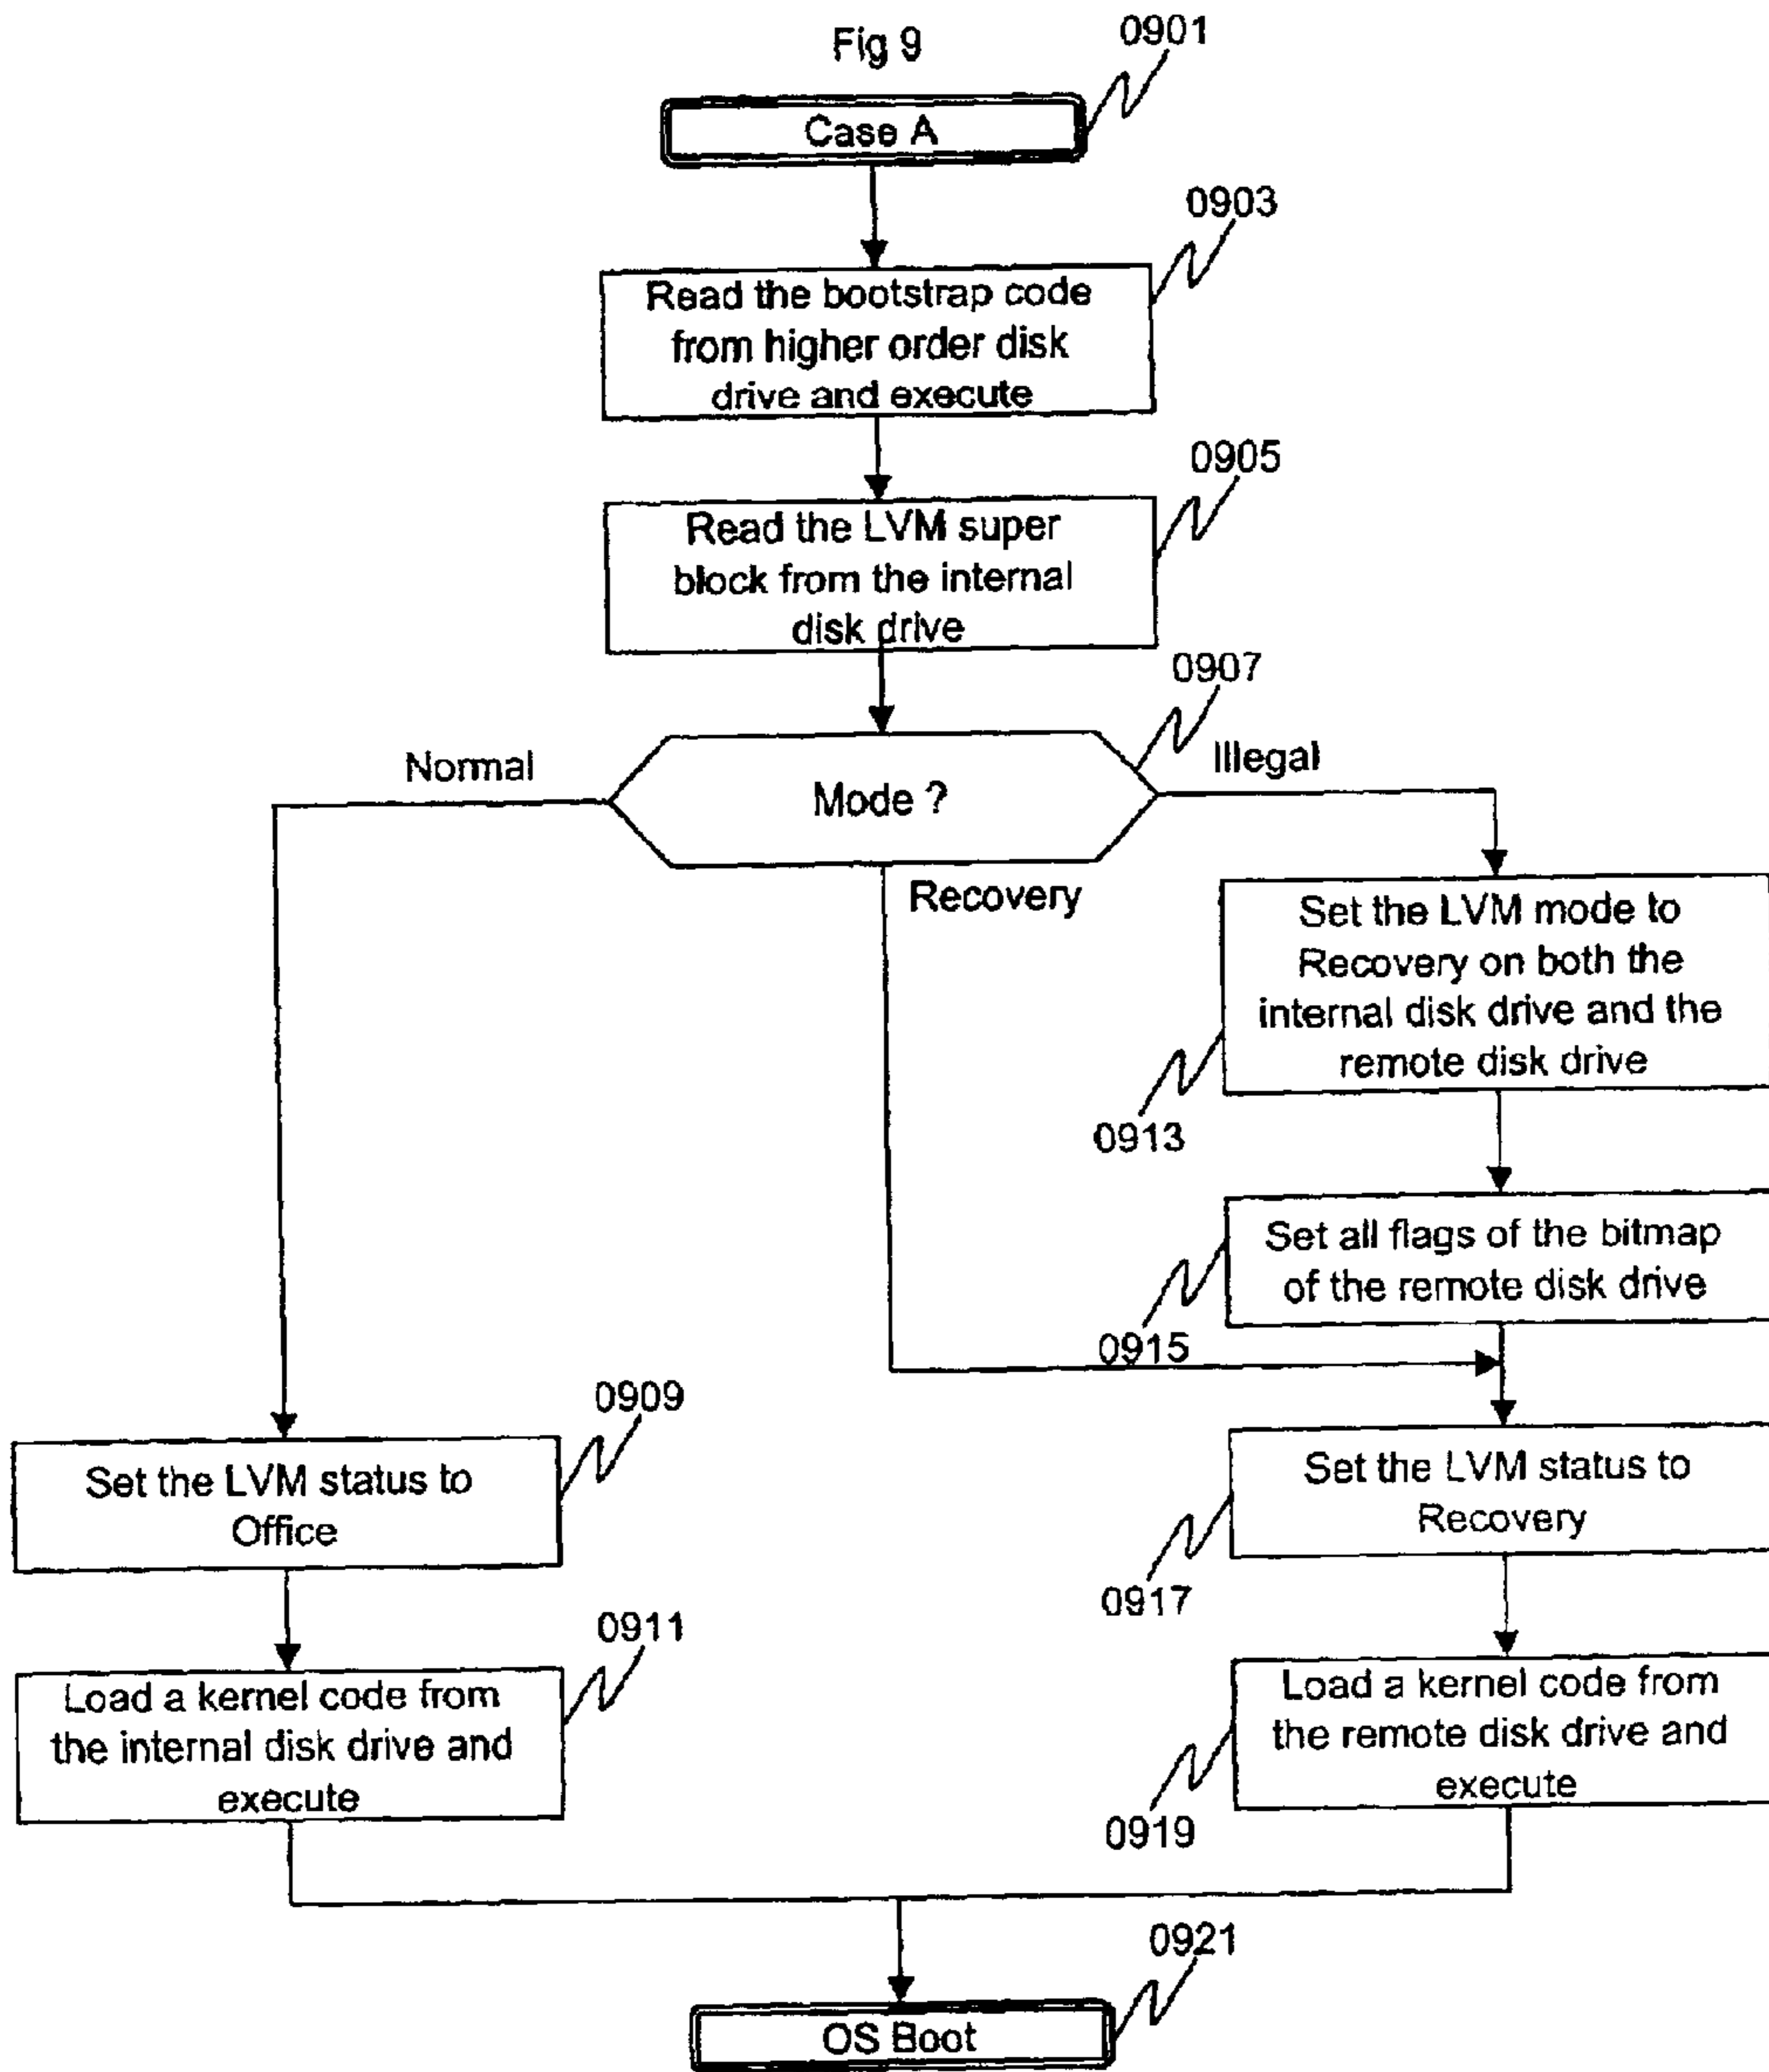 Fig 9
0901
Case A
0903
Read the bootstrap code
from higher order disk
drive and execute
0905
Read the LVM super
block from the internal
disk drive
0907
Normal
Mode ?
Illegal
Recovery
Set the LVM mode to
Recovery on both the
internal disk drive and the
remote disk drive
0913
Set all flags of the bitmap
of the remote disk drive
0915
0909
Set the LVM status to
Office
Set the LVM status to
Recovery
0917
0911
Load a kernel code from
the internal disk drive and
execute
Load a kernel code from
the remote disk drive and
execute
0919
0921
OS Boot